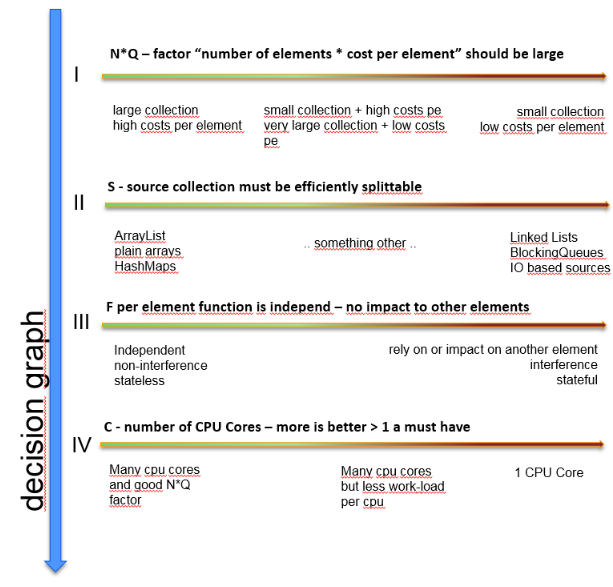 decision graph
N*Q – factor “number of elements * cost per element” should be large
I
large collection
high costs per element
small collection + high costs pe
very large collection + low costs
pe
small collection
low costs per element
S - source collection must be efficiently splittable
II
ArrayList
plain arrays
HashMaps
.. something other ..
Linked Lists
BlockingQueues
IO based sources
F per element function is independ – no impact to other elements
III
Independent
non-interference
stateless
rely on or impact on another element
interference
stateful
C - number of CPU Cores – more is better > 1 a must have
IV
Many cpu cores
and good N*Q
factor
Many cpu cores
but less work-load
per cpu
1 CPU Core